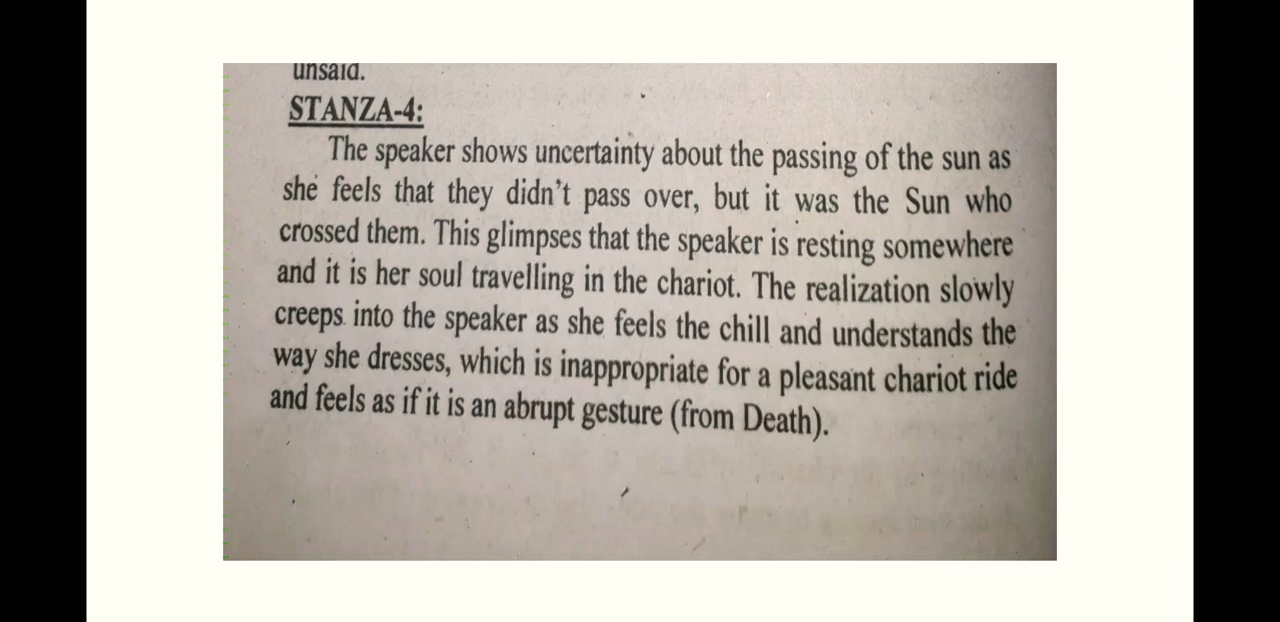 unsaid.
STANZA-4:
The speaker shows uncertainty about the passing of the sun as
she feels that they didn't pass over, but it was the Sun who
crossed them. This glimpses that the speaker is resting somewhere
and it is her soul travelling in the chariot. The realization slowly
creeps into the speaker as she feels the chill and understands the
way she dresses, which is inappropriate for a pleasant chariot ride
and feels as if it is an abrupt gesture (from Death).